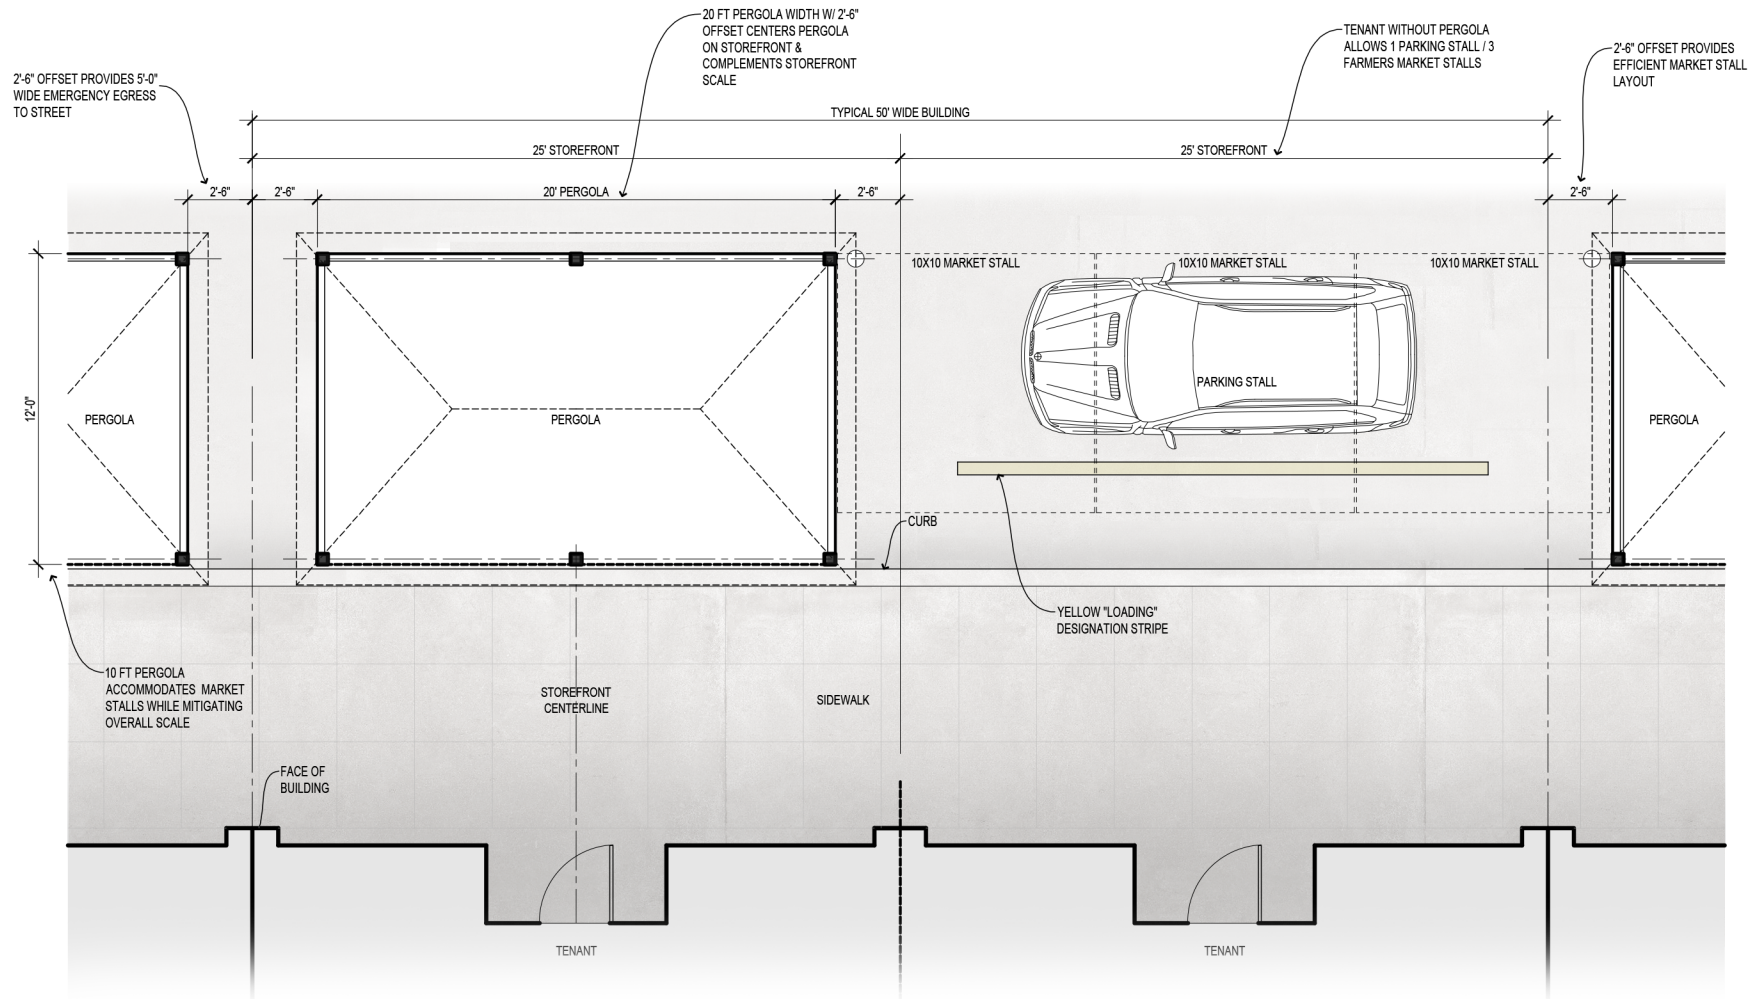 20 FT PERGOLA WIDTH W/ 2'-6"
OFFSET CENTERS PERGOLA
ON STOREFRONT &
COMPLEMENTS STOREFRONT
SCALE
TENANT WITHOUT PERGOLA
ALLOWS 1 PARKING STALL / 3
FARMERS MARKET STALLS
2'-6" OFFSET PROVIDES
EFFICIENT MARKET STALL
LAYOUT
2'-6" OFFSET PROVIDES 5'-0"
WIDE EMERGENCY EGRESS
TO STREET
TYPICAL 50' WIDE BUILDING
25' STOREFRONT
25' STOREFRONT
2'-6"
2'-6"
20' PERGOLA
2'-6"
2'-6"
10X10 MARKET STALL
10X10 MARKET STALL
10X10 MARKET STALL
PARKING STALL
12'-0"
PERGOLA
PERGOLA
PERGOLA
CURB
YELLOW "LOADING"
DESIGNATION STRIPE
10 FT PERGOLA
ACCOMMODATES MARKET
STALLS WHILE MITIGATING
OVERALL SCALE
STOREFRONT
CENTERLINE
SIDEWALK
FACE OF
BUILDING
TENANT
TENANT